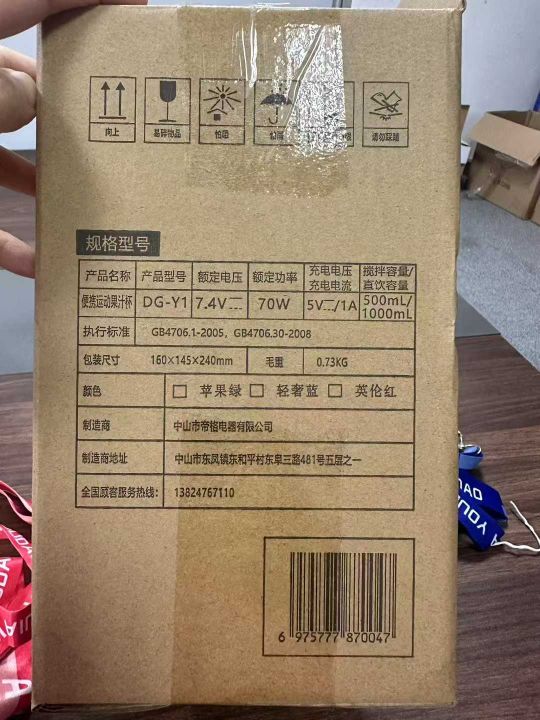 向上
易碎物品
怕晒
怕雨
请勿踩踏
规格型号
产品名称 产品型号 额定电压 额定功率 充电电压/充电电流 搅拌容量/直饮容量
便携运动果汁杯 DG-Y1 7.4V⎓ 70W 5V⎓/1A 500mL/1000mL
执行标准 GB4706.1-2005, GB4706.30-2008
包装尺寸 160×145×240mm 毛重 0.73KG
颜色 □ 苹果绿 □ 轻奢蓝 □ 英伦红
制造商 中山市帝格电器有限公司
制造商地址 中山市东凤镇东和平村东阜三路481号五层之一
全国顾客服务热线: 13824767110
6 975777 870047
YOUJIA